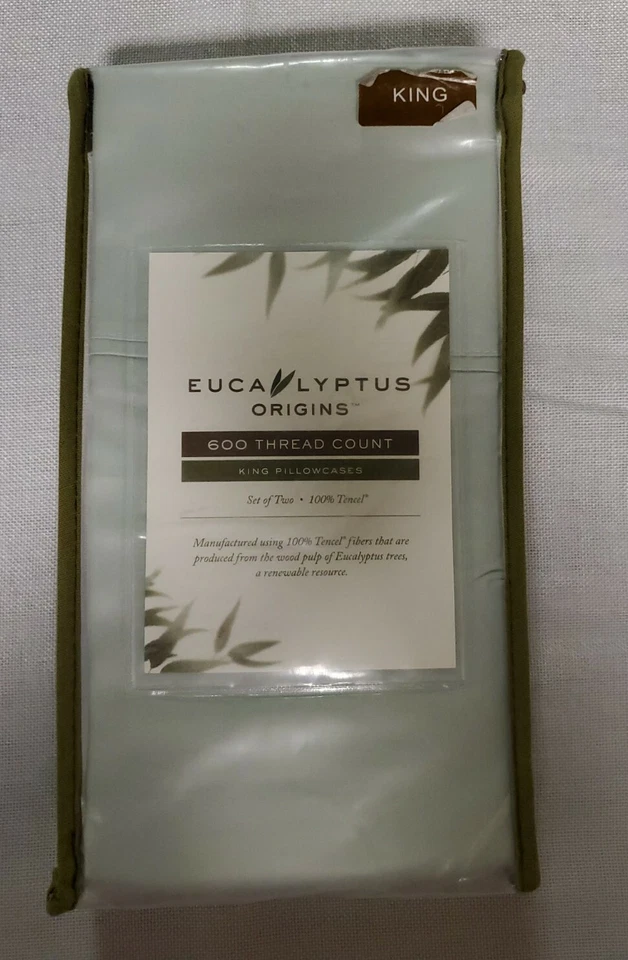 KING
EUCALYPTUS
ORIGINS™
600 THREAD COUNT
KING PILLOWCASES
Set of Two • 100% Tencel®
Manufactured using 100% Tencel® fibers that are
produced from the wood pulp of Eucalyptus trees,
a renewable resource.